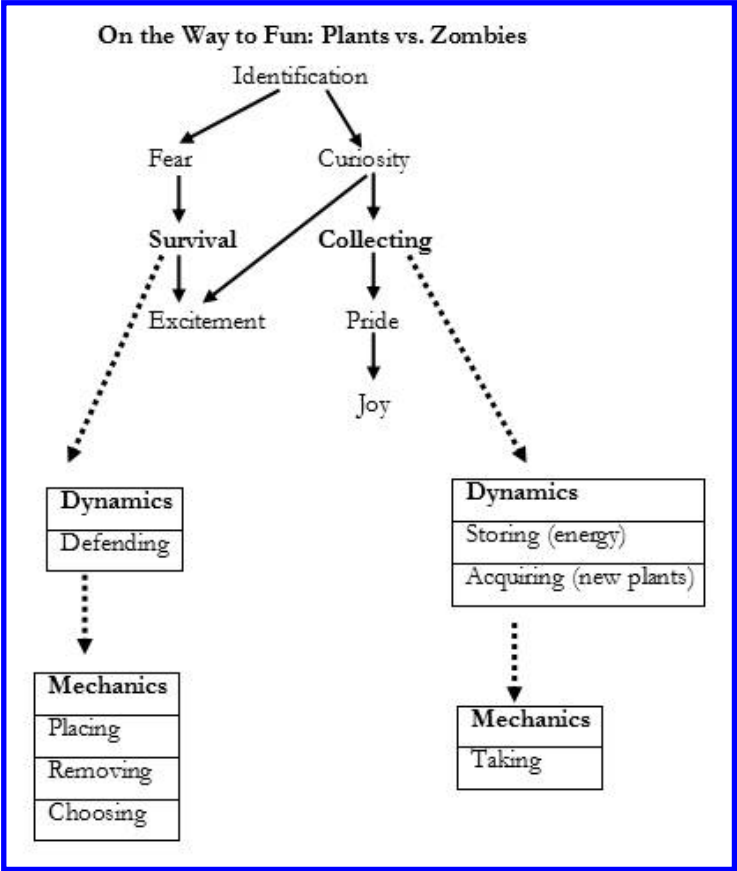 On the Way to Fun: Plants vs. Zombies
Identification
Fear
Curiosity
Survival
Collecting
Excitement
Pride
Joy
Dynamics
Defending
Dynamics
Storing (energy)
Acquiring (new plants)
Mechanics
Placing
Removing
Choosing
Mechanics
Taking